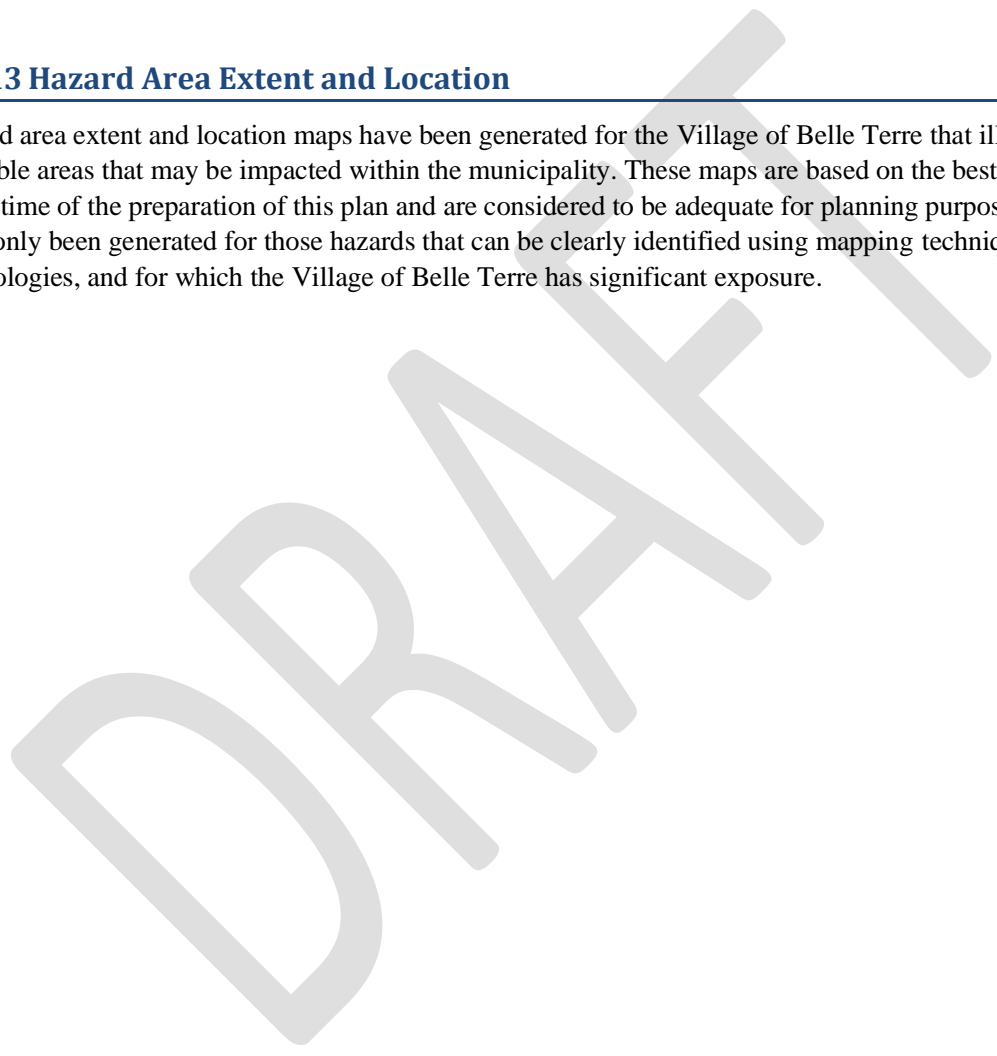 13 Hazard Area Extent and Location
d area extent and location maps have been generated for the Village of Belle Terre that
ble areas that may be impacted within the municipality. These maps are based on the best
time of the preparation of this plan and are considered to be adequate for planning purpos
only been generated for those hazards that can be clearly identified using mapping techni
ologies, and for which the Village of Belle Terre has significant exposure.
DRAFT